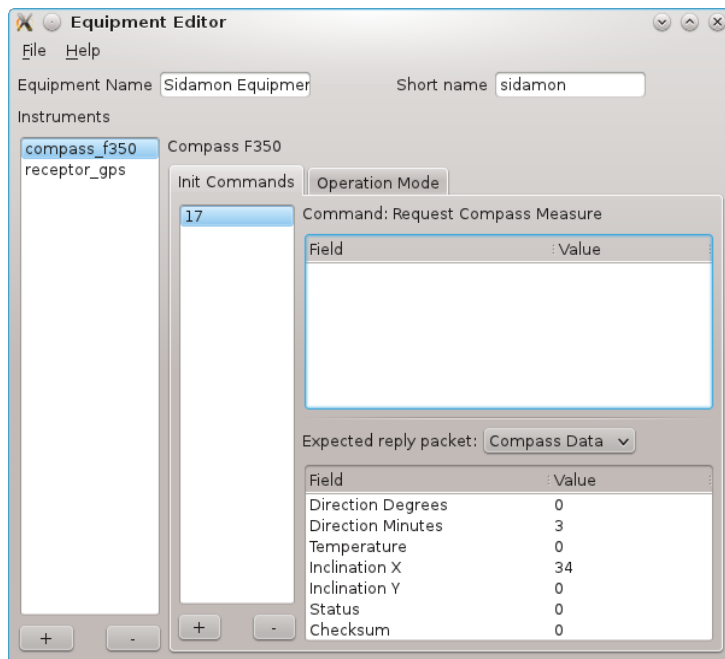 Equipment Editor
File Help
Equipment Name Sidamon Equipmer Short name sidamon
Instruments
compass_f350
receptor_gps
+ -
Compass F350
Init Commands Operation Mode
17
+ -
Command: Request Compass Measure
Field Value
Expected reply packet: Compass Data
Field Value
Direction Degrees 0
Direction Minutes 3
Temperature 0
Inclination X 34
Inclination Y 0
Status 0
Checksum 0